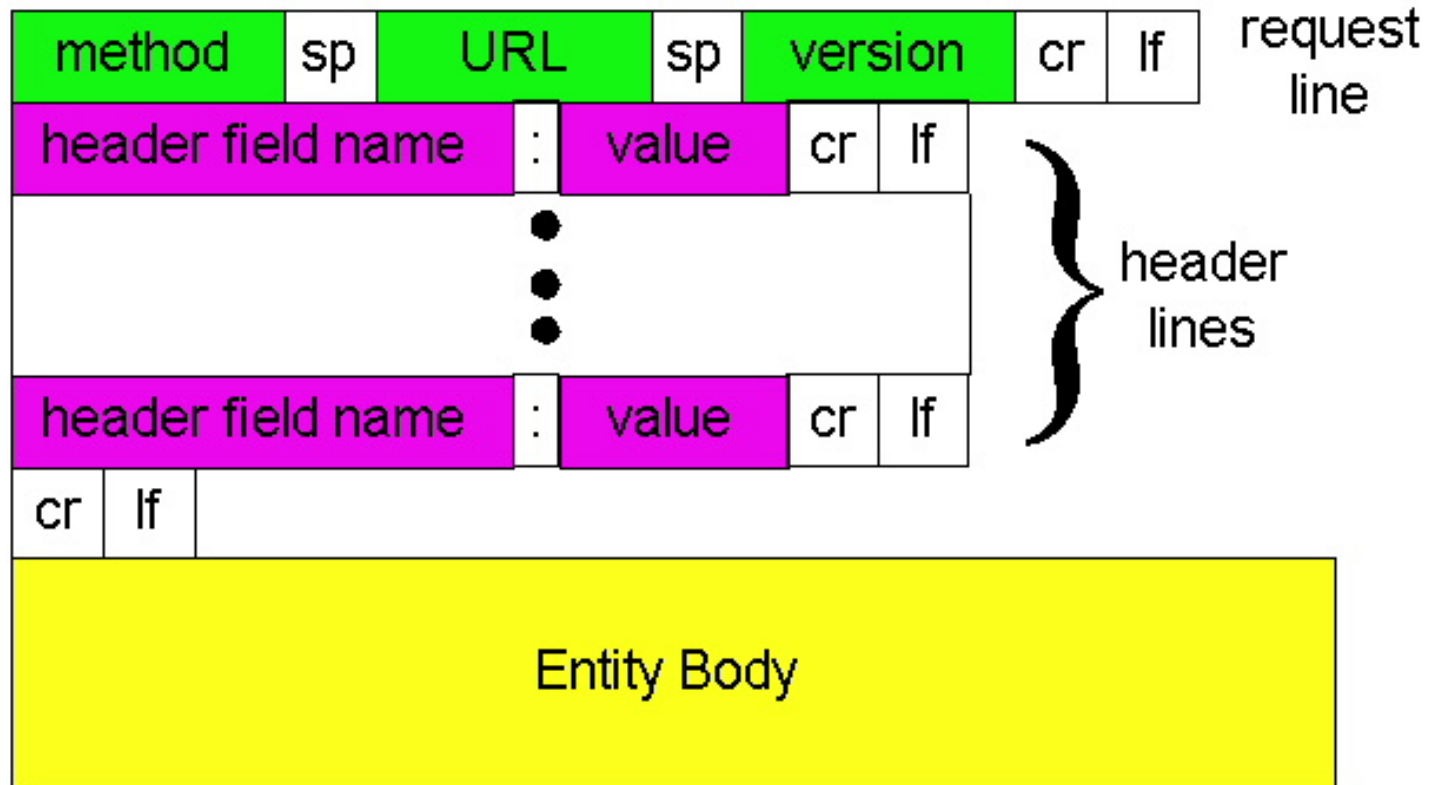 method sp URL sp version cr lf
request
line
header field name : value cr lf
header
lines
header field name : value cr lf
cr lf
Entity Body